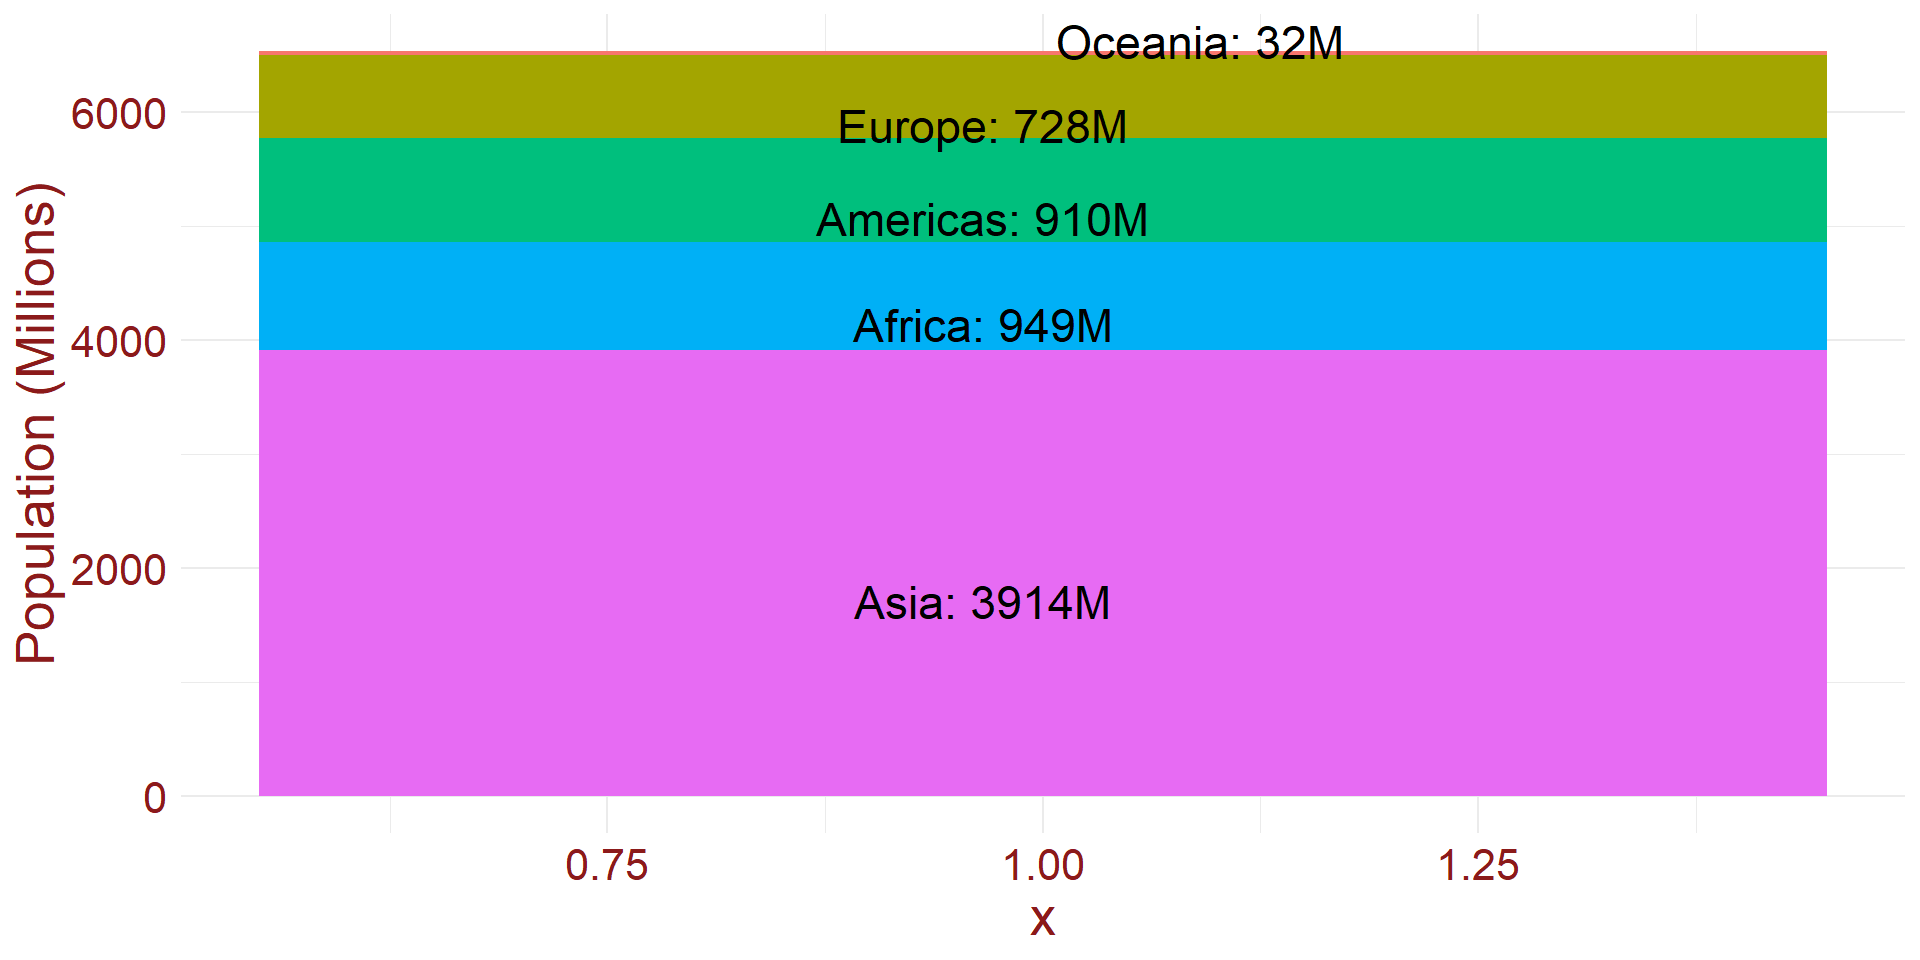 Oceania: 32M
6000
Europe: 728M
Americas: 910M
Africa: 949M
4000
Population (Millions)
2000
Asia: 3914M
0
0.75
1.00
1.25
x